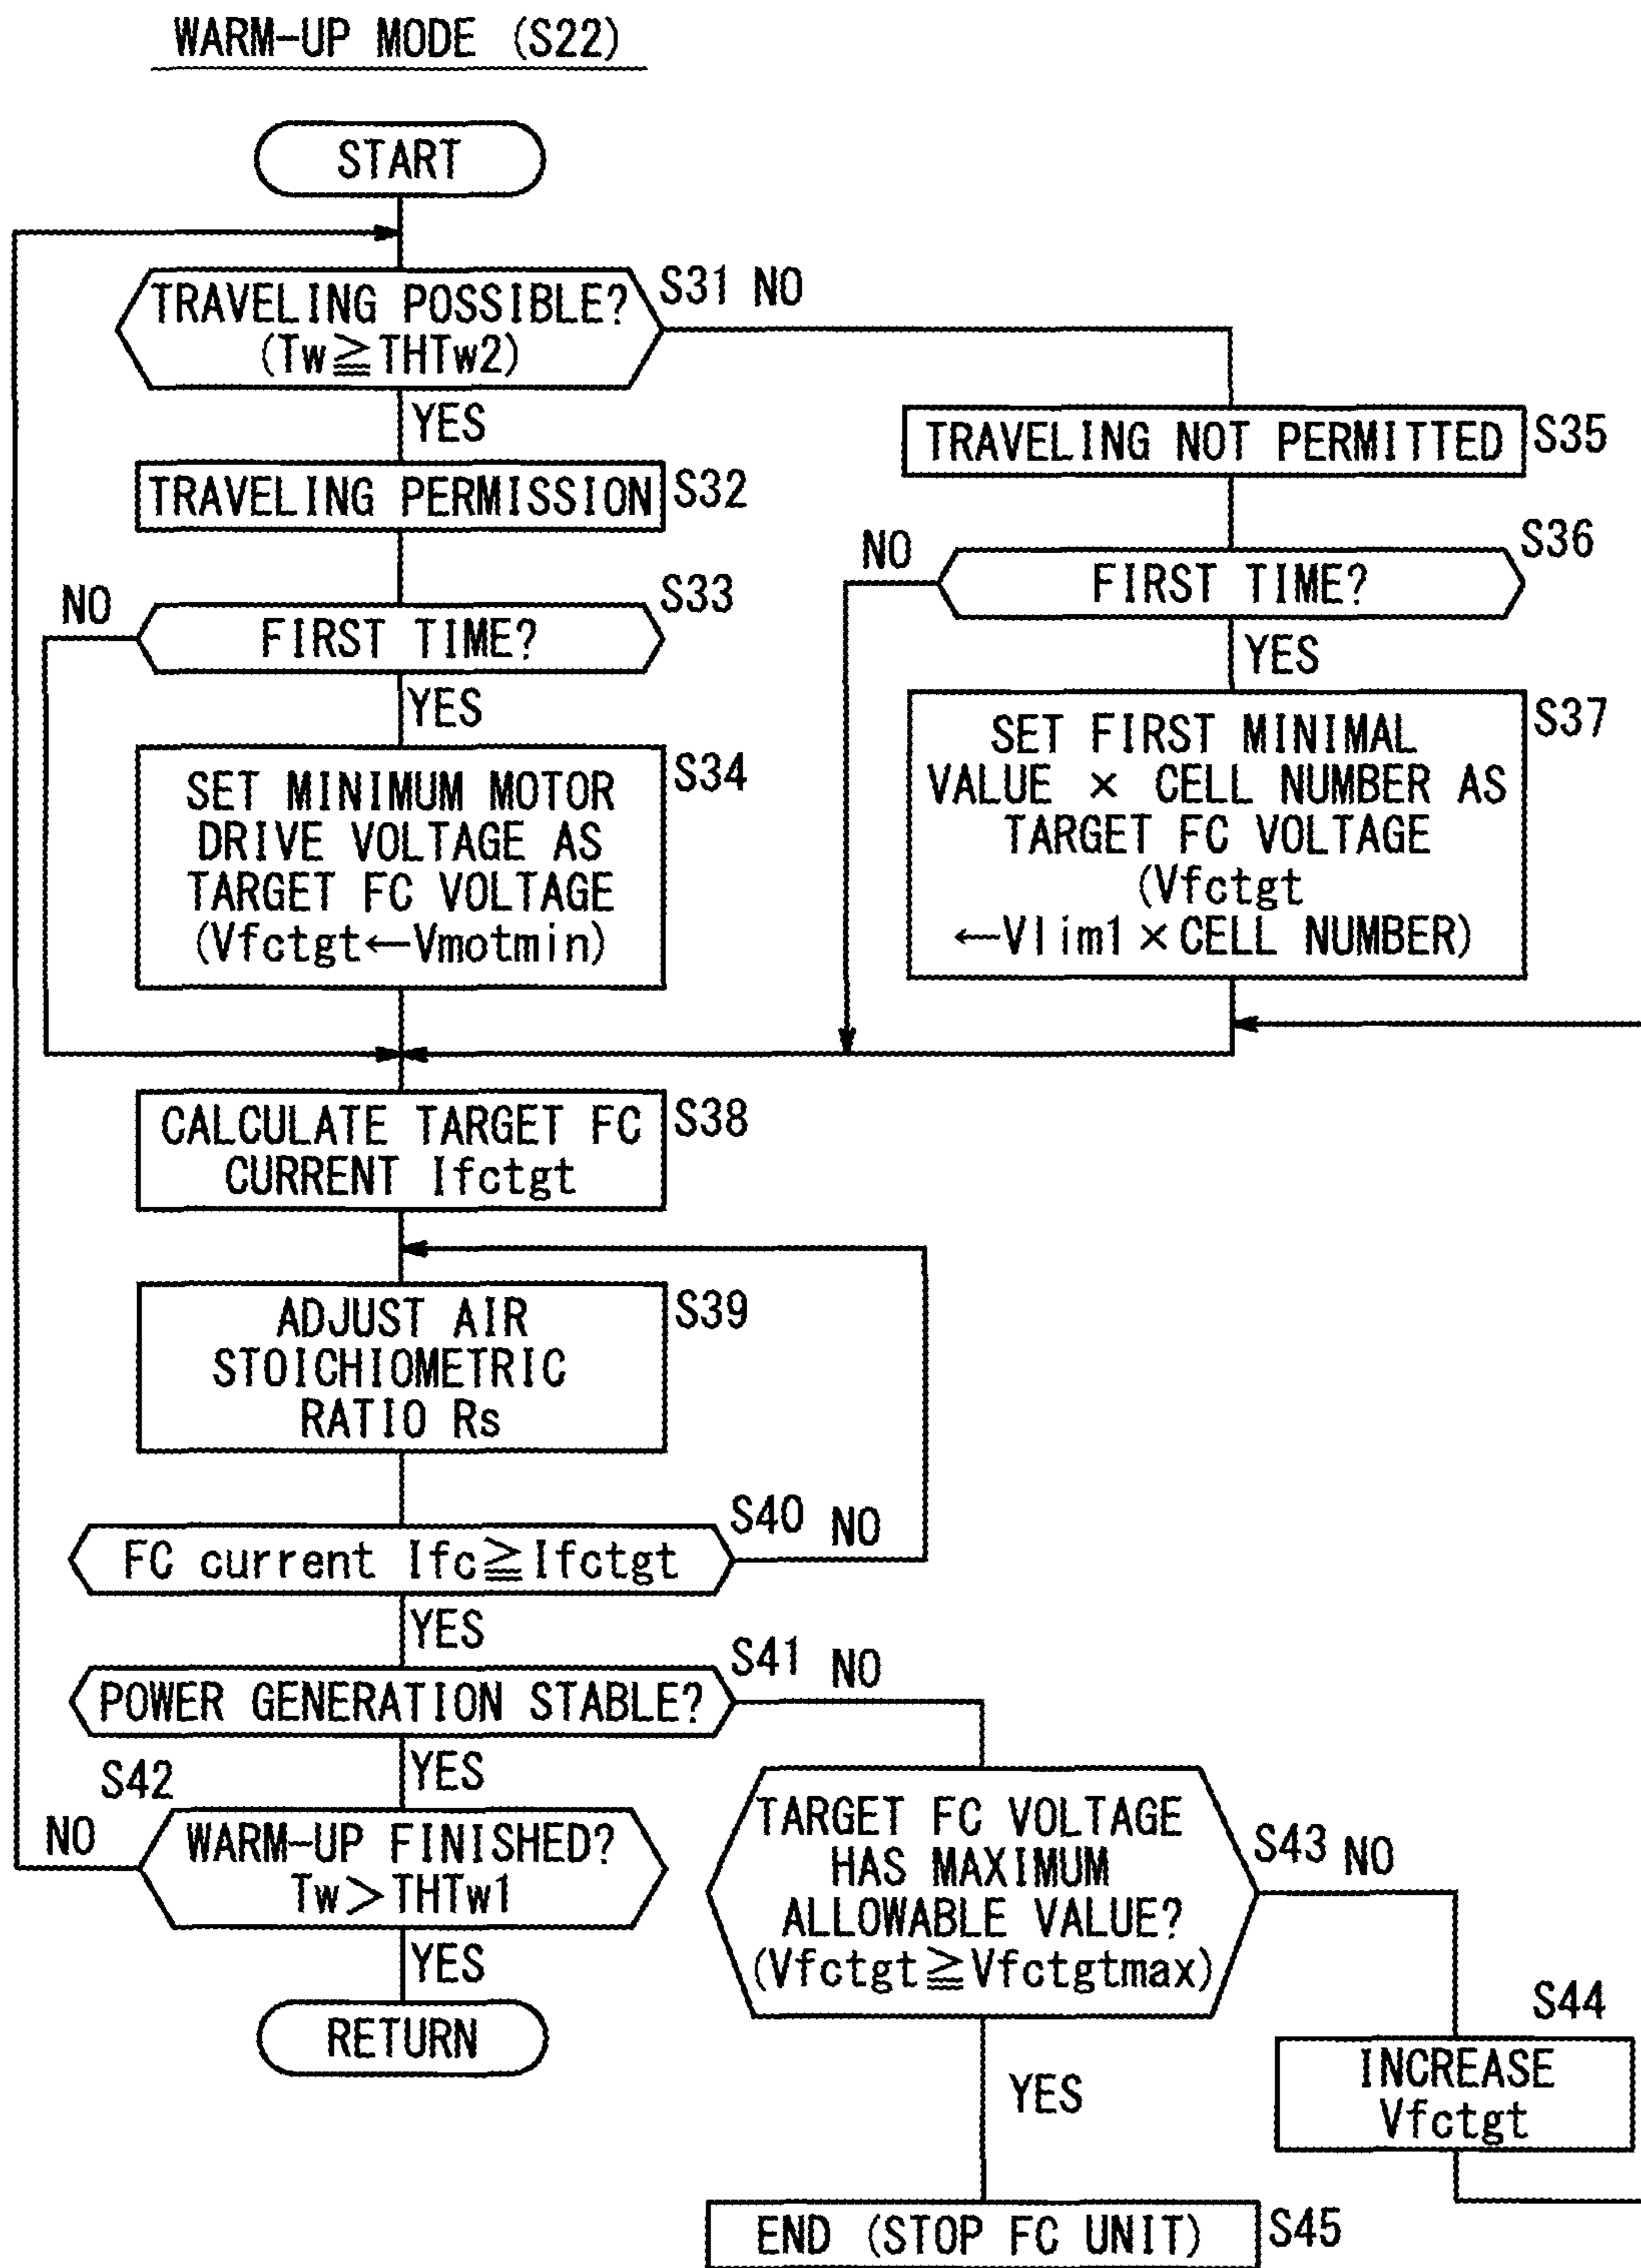 WARM-UP MODE (S22)
START
TRAVELING POSSIBLE?
(Tw≧THTw2)
S31 NO
YES
TRAVELING NOT PERMITTED
S35
TRAVELING PERMISSION
S32
NO
FIRST TIME?
S36
YES
NO
FIRST TIME?
S33
YES
SET FIRST MINIMAL
VALUE × CELL NUMBER AS
TARGET FC VOLTAGE
(Vfctgt
←Vlim1×CELL NUMBER)
S37
SET MINIMUM MOTOR
DRIVE VOLTAGE AS
TARGET FC VOLTAGE
(Vfctgt←Vmotmin)
S34
CALCULATE TARGET FC
CURRENT Ifctgt
S38
ADJUST AIR
STOICHIOMETRIC
RATIO Rs
S39
FC current Ifc≧Ifctgt
S40 NO
YES
POWER GENERATION STABLE?
S41 NO
YES
S42
NO
WARM-UP FINISHED?
Tw>THTw1
YES
RETURN
TARGET FC VOLTAGE
HAS MAXIMUM
ALLOWABLE VALUE?
(Vfctgt≧Vfctgtmax)
S43 NO
YES
S44
INCREASE
Vfctgt
END (STOP FC UNIT)
S45